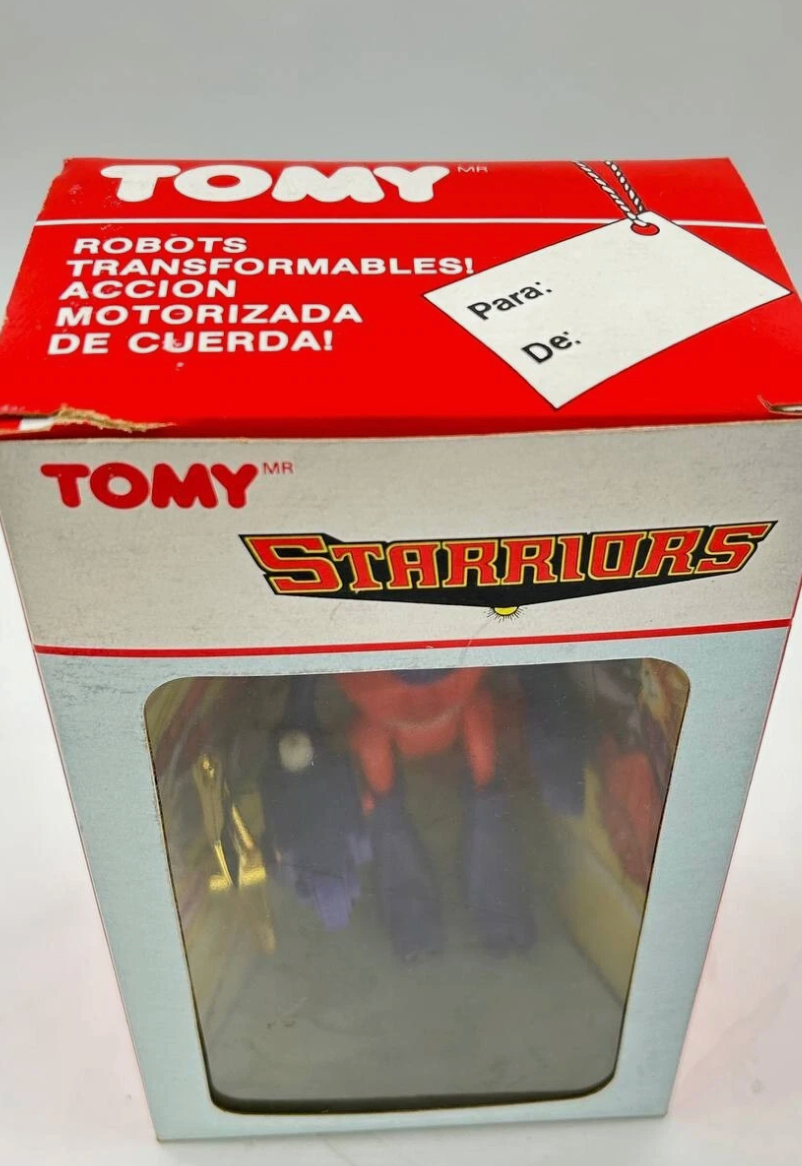 TOMY MR
ROBOTS
TRANSFORMABLES!
ACCION
MOTORIZADA
DE CUERDA!
Para:
De:
TOMY MR
STARRIORS